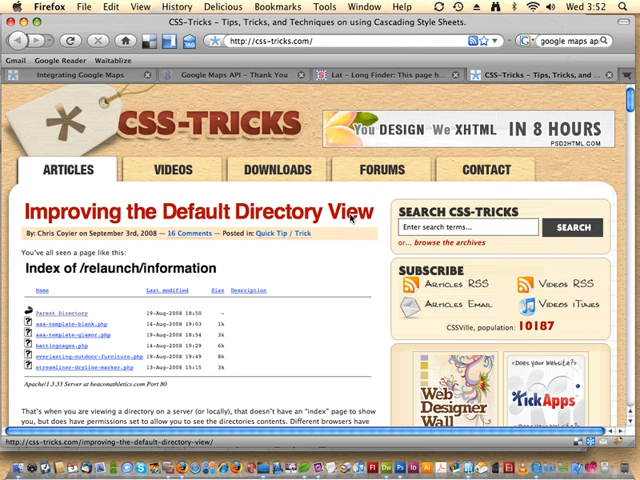 Firefox File Edit View History Delicious Bookmarks Tools Window Help Wed 3:52
CSS-Tricks - Tips, Tricks, and Techniques on using Cascading Style Sheets.
http://css-tricks.com/
google maps ap
Gmail Google Reader Waitablize
Integrating Google Maps
Google Maps API - Thank You
Lat - Long Finder: This page h...
CSS-Tricks - Tips, Tricks, and ...
CSS-TRICKS
You DESIGN We XHTML IN 8 HOURS
PSD2HTML.COM
ARTICLES VIDEOS DOWNLOADS FORUMS CONTACT
Improving the Default Directory View
By: Chris Coyier on September 3rd, 2008 — 16 Comments — Posted in: Quick Tip / Trick
You've all seen a page like this:
Index of /relaunch/information
Name Last modified Size Description
Parent Directory 19-Aug-2008 18:50 -
aaa-template-blank.php 14-Aug-2008 19:03 1k
aaa-template-glamor.php 19-Aug-2008 18:54 3k
battingcages.php 14-Aug-2008 19:29 6k
everlasting-outdoor-furniture.php 19-Aug-2008 19:49 8k
streamliner-dryline-marker.php 13-Aug-2008 15:15 3k
Apache/1.3.33 Server at beaconathletics.com Port 80
That's when you are viewing a directory on a server (or locally), that doesn't have an "index" page to show
you, but does have permissions set to allow you to see the directories contents. Different browsers have
SEARCH CSS-TRICKS
Enter search terms...
SEARCH
or... browse the archives
SUBSCRIBE
Articles RSS
Videos RSS
Articles Email
Videos iTunes
CSSVille, population: 10187
Web
Designer
Wall
¿Does your Website?
KickApps
¿Does your Website?
http://css-tricks.com/improving-the-default-directory-view/